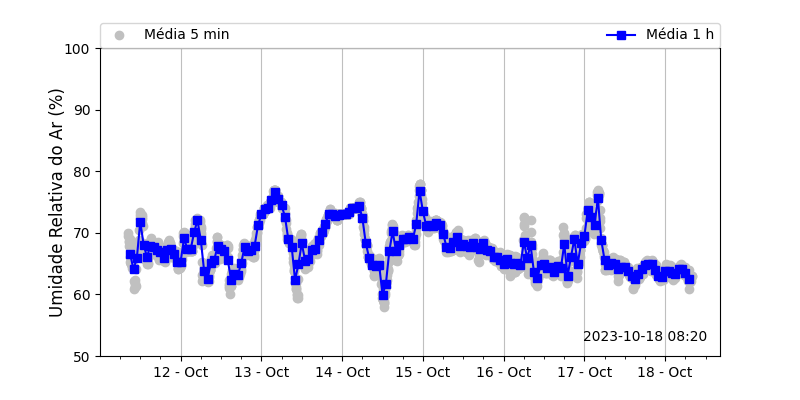 Média 5 min Média 1 h
Umidade Relativa do Ar (%)
100
90
80
70
60
50
2023-10-18 08:20
12 - Oct 13 - Oct 14 - Oct 15 - Oct 16 - Oct 17 - Oct 18 - Oct